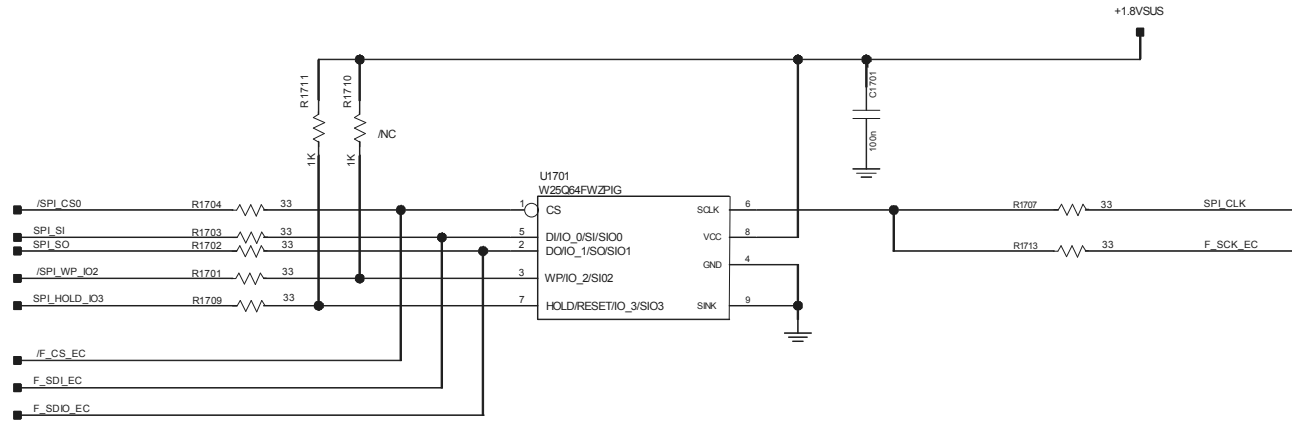 +1.8VSUS
R1711
1K
R1710
1K
/NC
C1701
100n
U1701
W25Q64FWZPIG
/SPI_CS0 R1704 33 1 CS SCLK 6 R1707 33 SPI_CLK
SPI_SI R1703 33 5 DI/IO_0/SI/SIO0 VCC 8
SPI_SO R1702 33 2 DO/IO_1/SO/SIO1 R1713 33 F_SCK_EC
/SPI_WP_IO2 R1701 33 3 WP/IO_2/SI02 GND 4
SPI_HOLD_IO3 R1709 33 7 HOLD/RESET/IO_3/SIO3 SINK 9
/F_CS_EC
F_SDI_EC
F_SDIO_EC